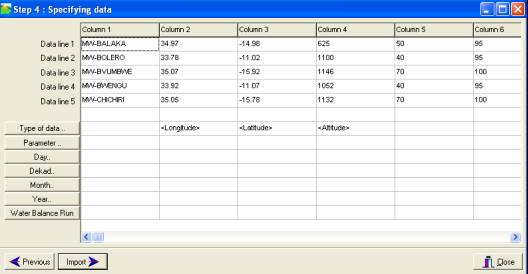 Step 4 : Specifying data
Column 1 Column 2 Column 3 Column 4 Column 5 Column 6
Data line 1 MW-BALAKA 34.97 -14.98 625 50 95
Data line 2 MW-BOLERO 33.78 -11.02 1100 40 95
Data line 3 MW-BVUMBWE 35.07 -15.92 1146 70 100
Data line 4 MW-BWENGU 33.92 -11.07 1052 40 95
Data line 5 MW-CHICHIRI 35.05 -15.78 1132 70 100
Type of data .. <Longitude> <Latitude> <Altitude>
Parameter ..
Day..
Dekad..
Month..
Year..
Water Balance Run
Previous Import Close